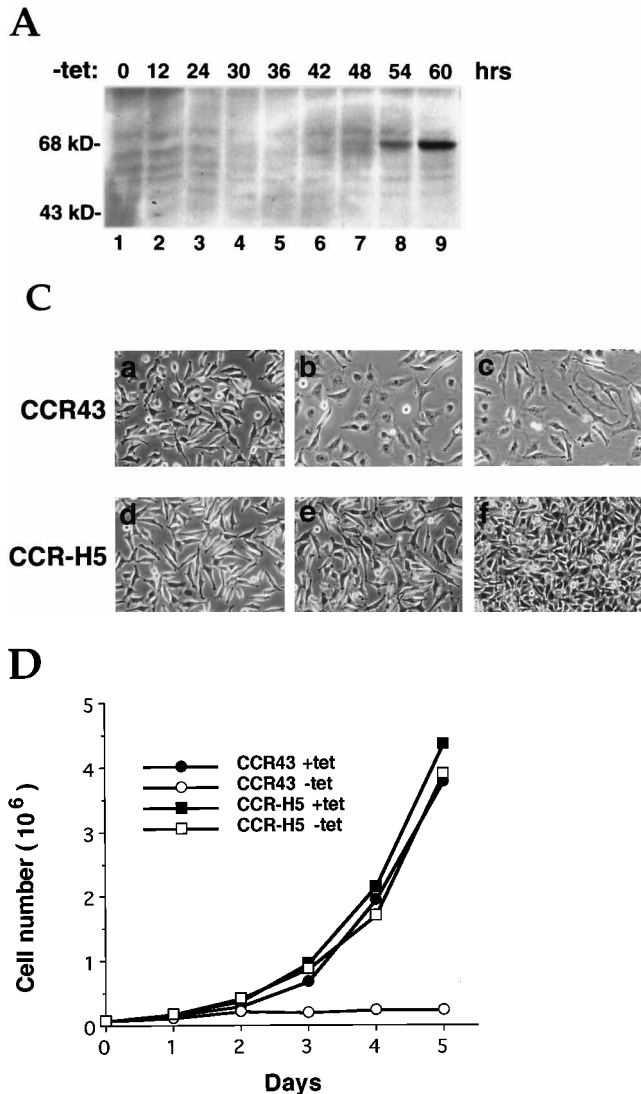 A
-tet: 0 12 24 30 36 42 48 54 60 hrs
68 kD-
43 kD-
1 2 3 4 5 6 7 8 9
C
a b c
CCR43
d e f
CCR-H5
D
5
4
3
2
1
0
Cell number (10^6)
CCR43 +tet
CCR43 -tet
CCR-H5 +tet
CCR-H5 -tet
0 1 2 3 4 5
Days